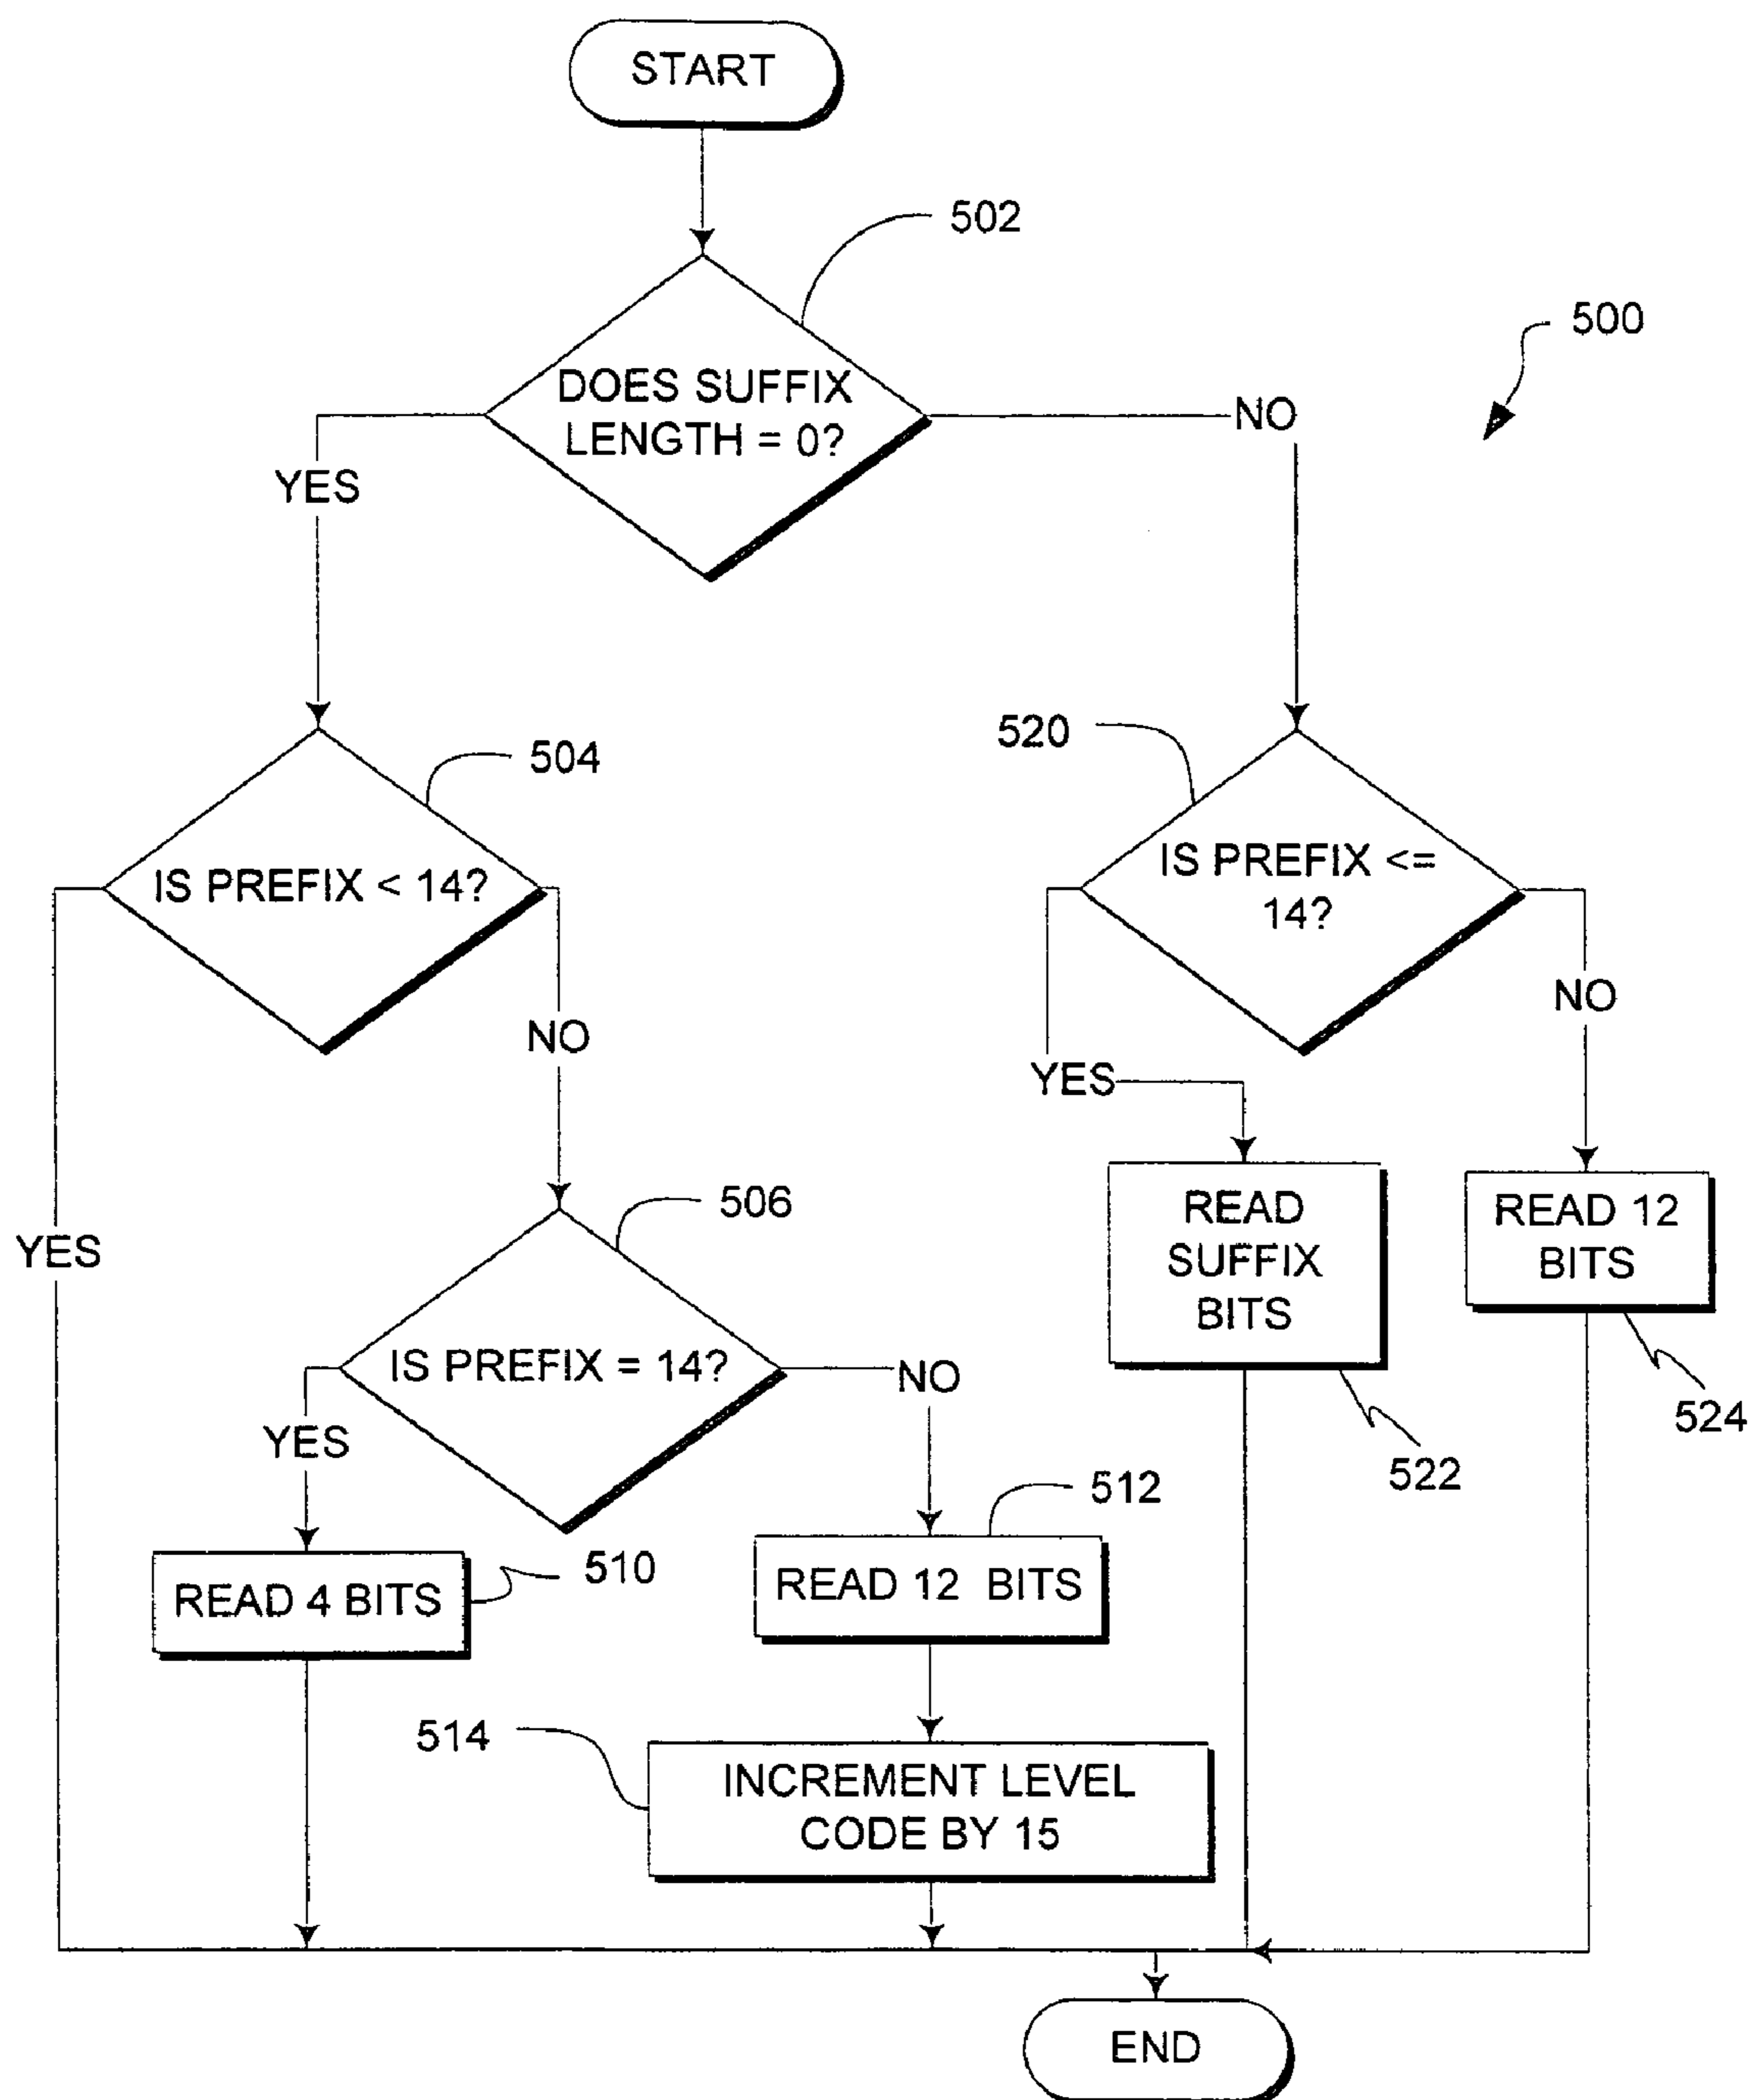 START
502
500
DOES SUFFIX
LENGTH = 0?
NO
YES
504
520
IS PREFIX < 14?
IS PREFIX <=
14?
NO
NO
YES
YES
506
READ
SUFFIX
BITS
READ 12
BITS
IS PREFIX = 14?
NO
YES
524
522
512
510
READ 4 BITS
READ 12 BITS
514
INCREMENT LEVEL
CODE BY 15
END